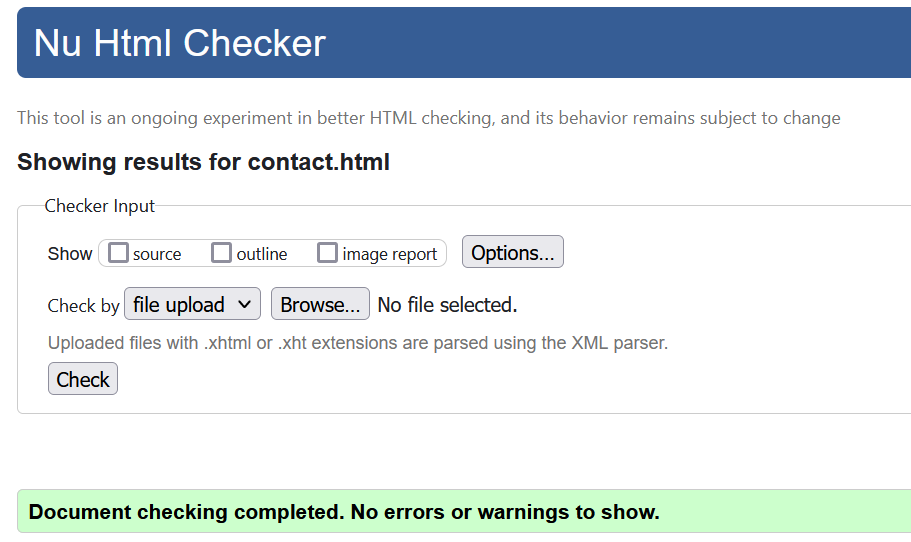 Nu Html Checker
This tool is an ongoing experiment in better HTML checking, and its behavior remains subject to change
Showing results for contact.html
Checker Input
Show source outline image report Options...
Check by file upload Browse... No file selected.
Uploaded files with .xhtml or .xht extensions are parsed using the XML parser.
Check
Document checking completed. No errors or warnings to show.